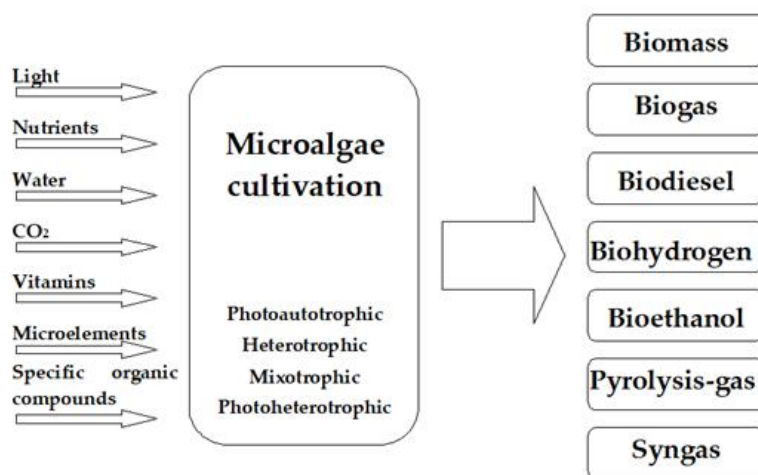 Light
Nutrients
Water
CO₂
Vitamins
Microelements
Specific organic
compounds
Microalgae
cultivation
Photoautotrophic
Heterotrophic
Mixotrophic
Photoheterotrophic
Biomass
Biogas
Biodiesel
Biohydrogen
Bioethanol
Pyrolysis-gas
Syngas